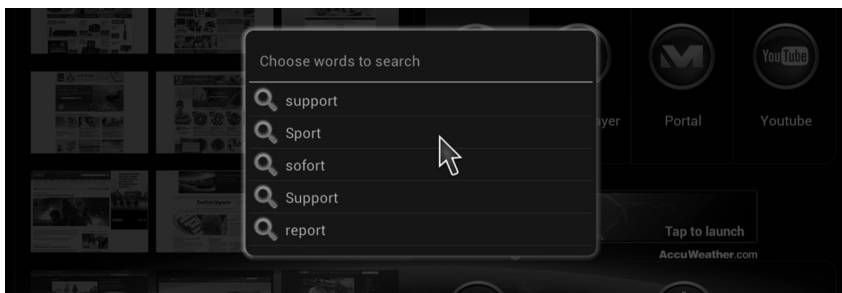 Choose words to search
support
Sport
sofort
Support
report
ayer
Portal
Youtube
You Tube
Tap to launch
AccuWeather.com